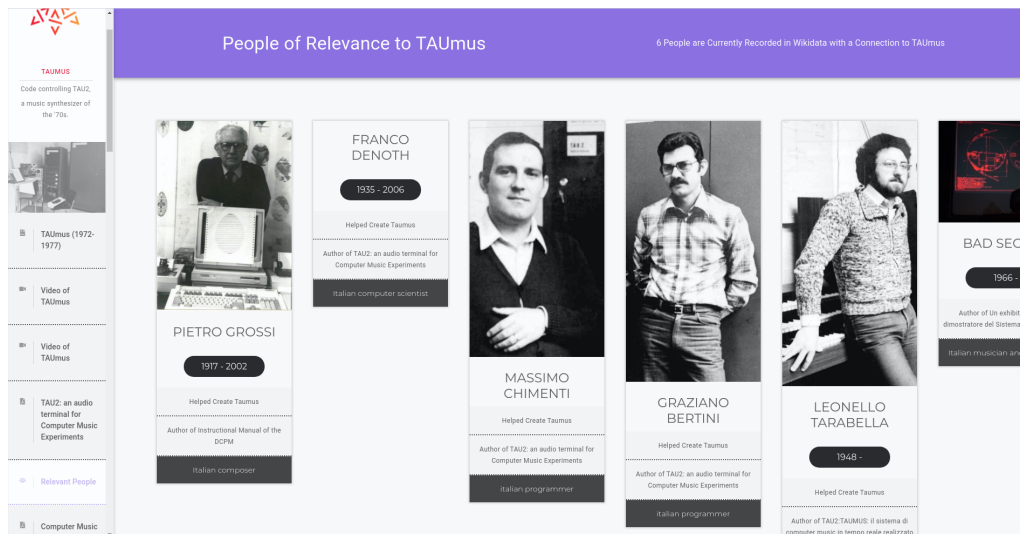 TAUMUS
Code controlling TAU2,
a music synthesizer of
the '70s.
TAUmus (1972-
1977)
Video of
TAUmus
Video of
TAUmus
TAU2: an audio
terminal for
Computer Music
Experiments
Relevant People
Computer Music
People of Relevance to TAUmus
6 People are Currently Recorded in Wikidata with a Connection to TAUmus
PIETRO GROSSI
1917 - 2002
Helped Create Taumus
Author of Instructional Manual of the
DCPM
Italian composer
FRANCO
DENOTH
1935 - 2006
Helped Create Taumus
Author of TAU2: an audio terminal for
Computer Music Experiments
Italian computer scientist
MASSIMO
CHIMENTI
Helped Create Taumus
Author of TAU2: an audio terminal for
Computer Music Experiments
italian programmer
GRAZIANO
BERTINI
Helped Create Taumus
Author of TAU2: an audio terminal for
Computer Music Experiments
italian programmer
LEONELLO
TARABELLA
1948 -
Helped Create Taumus
Author of TAU2:TAUMUS: il sistema di
computer music in tempo reale realizzato
BAD SEC
1966 -
Author of Un exhibit
dimostratore del Sistema
Italian musician an